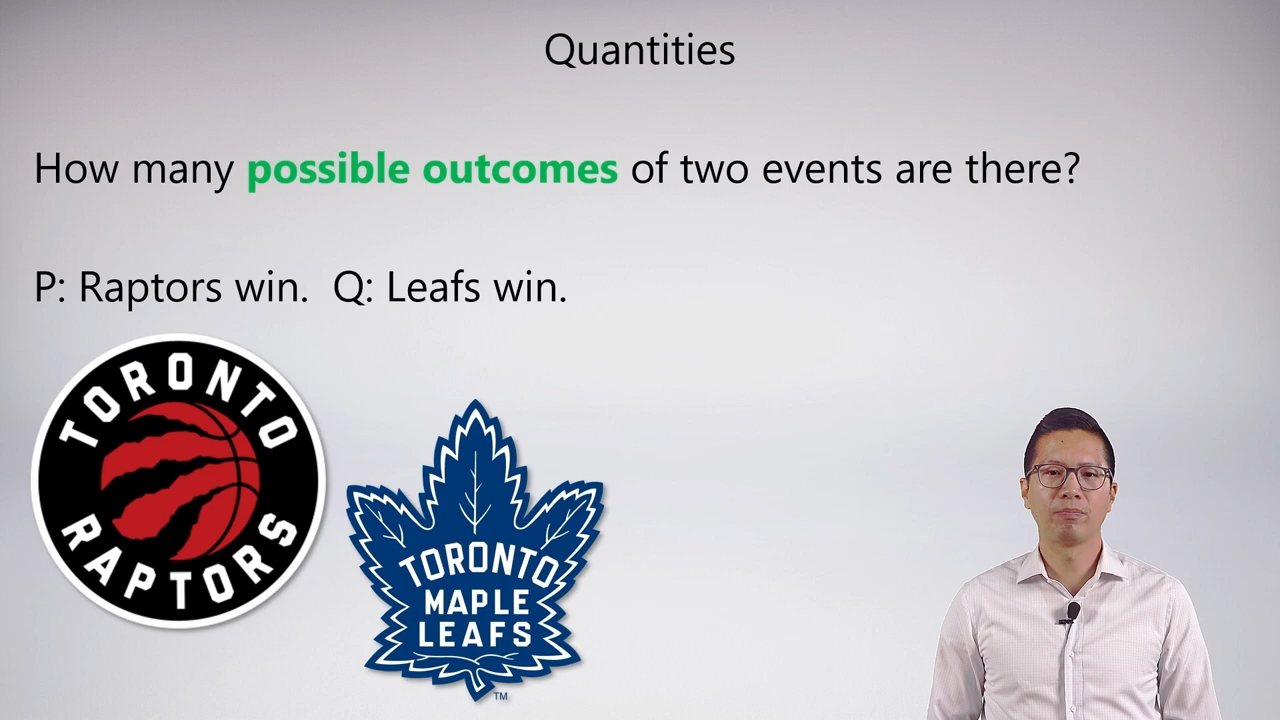 Quantities
How many possible outcomes of two events are there?
P: Raptors win.  Q: Leafs win.
TORONTO
RAPTORS
TORONTO
MAPLE
LEAFS
TM